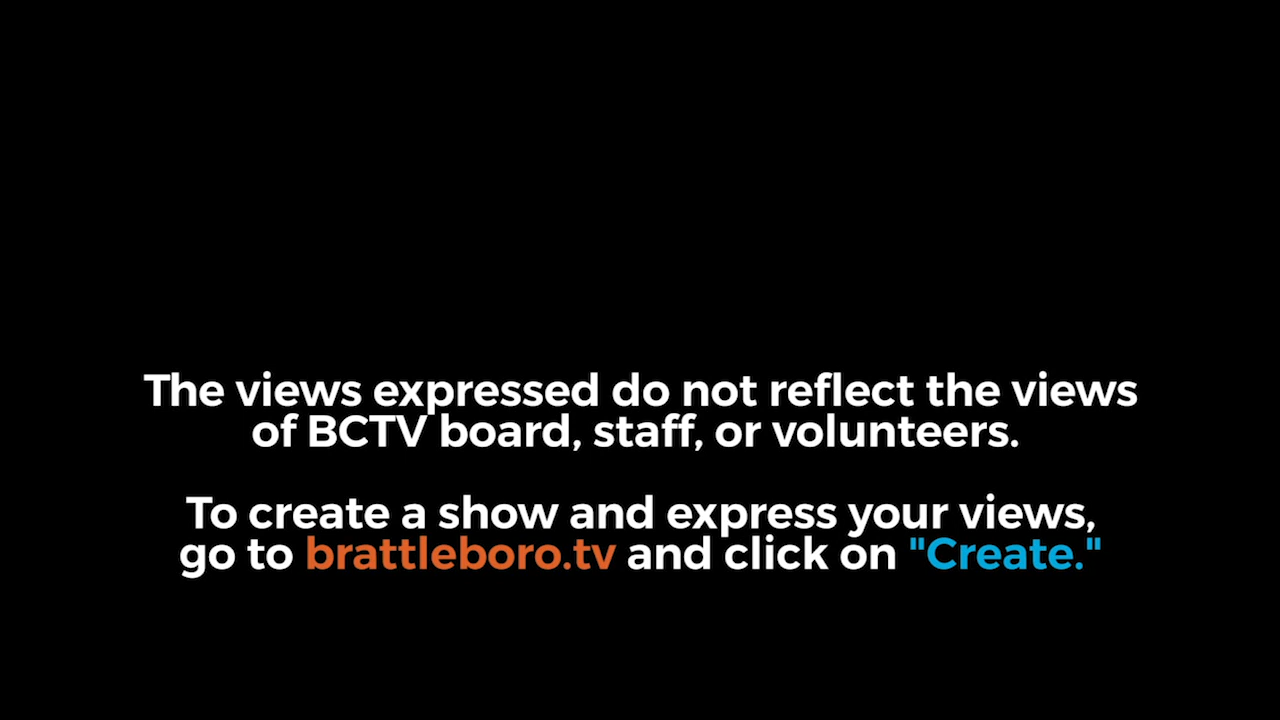 The views expressed do not reflect the views
of BCTV board, staff, or volunteers.
To create a show and express your views,
go to brattleboro.tv and click on "Create."